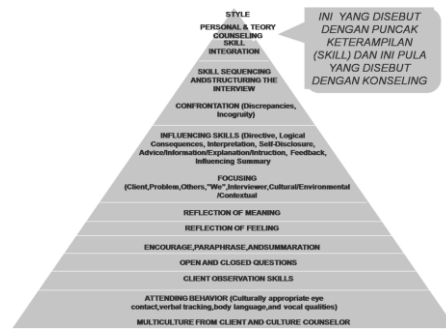 STYLE
PERSONAL & TEORY
COUNSELING
SKILL
INTEGRATION
INI YANG DISEBUT
DENGAN PUNCAK
KETERAMPILAN
(SKILL) DAN INI PULA
YANG DISEBUT
DENGAN KONSELING
SKILL SEQUENCING
ANDSTRUCTURING THE
INTERVIEW
CONFRONTATION (Discrepancies,
Incogruity)
INFLUENCING SKILLS (Directive, Logical
Consequences, Interpretation, Self-Disclosure,
Advice/Information/Explanation/Intruction, Feedback,
Influencing Summary
FOCUSING
(Client,Problem,Others,"We",Interviewer,Cultural/Environmental
/Contextual
REFLECTION OF MEANING
REFLECTION OF FEELING
ENCOURAGE,PARAPHRASE,ANDSUMMARATION
OPEN AND CLOSED QUESTIONS
CLIENT OBSERVATION SKILLS
ATTENDING BEHAVIOR (Culturally appropriate eye
contact,verbal tracking,body language,and vocal qualities)
MULTICULTURE FROM CLIENT AND CULTURE COUNSELOR